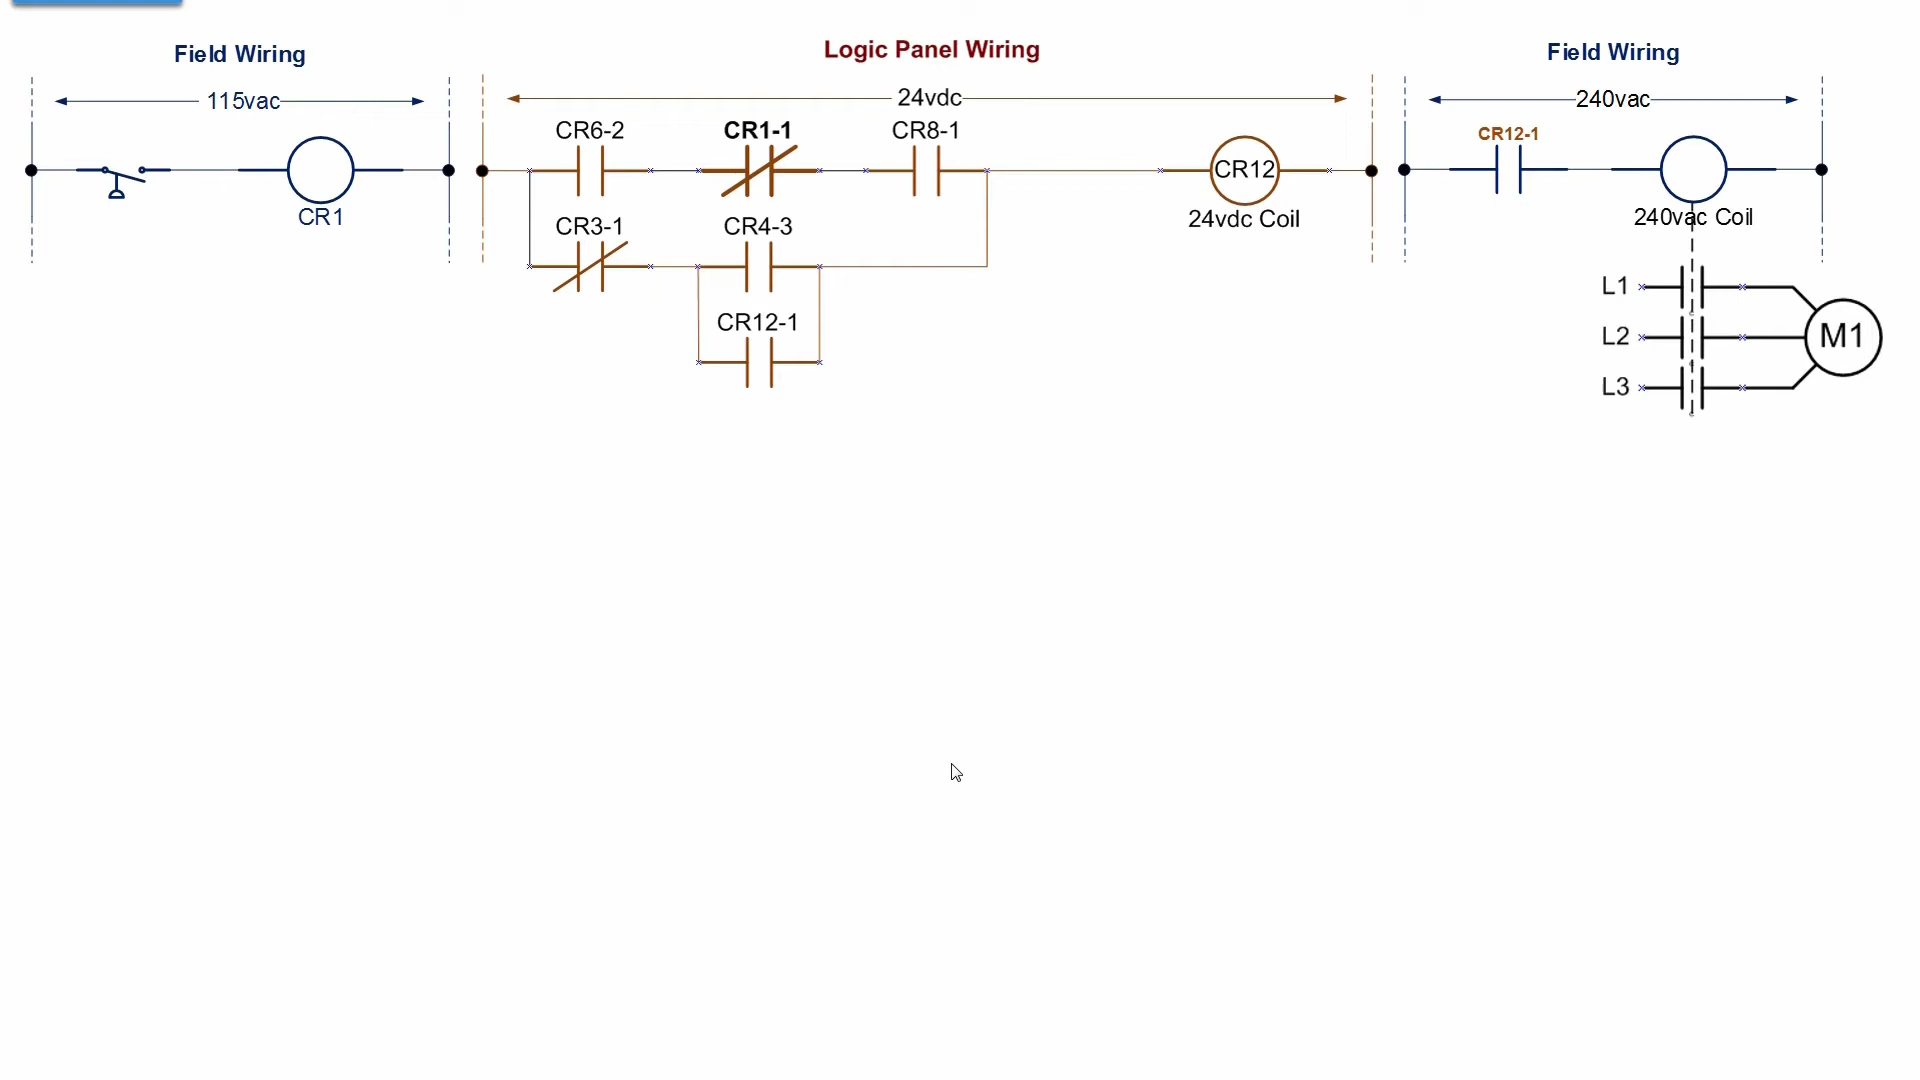 Field Wiring
Logic Panel Wiring
Field Wiring
115vac
24vdc
240vac
CR6-2
CR1-1
CR8-1
CR12-1
CR12
CR1
24vdc Coil
240vac Coil
CR3-1
CR4-3
L1
CR12-1
L2
M1
L3